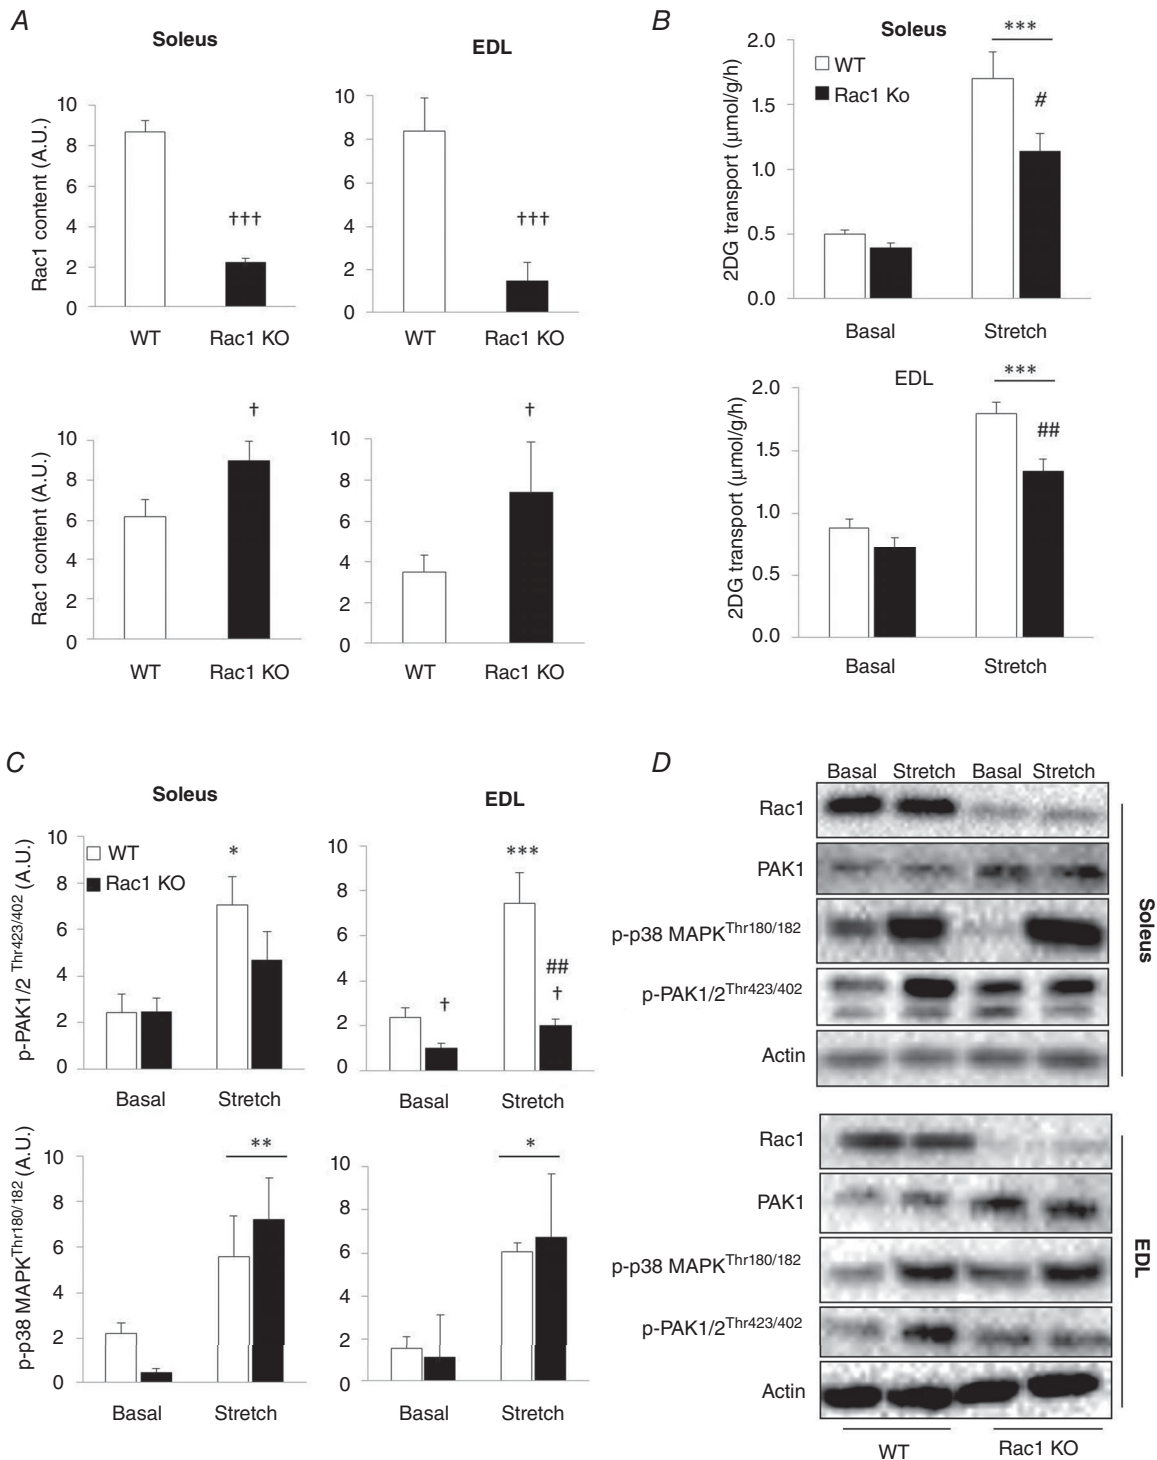 A
Soleus
EDL
Rac1 content (A.U.)
10
8
6
4
2
0
†††
WT
Rac1 KO
10
8
6
4
2
0
†††
WT
Rac1 KO
Rac1 content (A.U.)
10
8
6
4
2
0
†
WT
Rac1 KO
10
8
6
4
2
0
†
WT
Rac1 KO
B
Soleus
2DG transport (μmol/g/h)
2.0
1.5
1.0
0.5
0.0
WT
Rac1 Ko
***
#
Basal
Stretch
EDL
2DG transport (μmol/g/h)
2.0
1.5
1.0
0.5
0.0
***
##
Basal
Stretch
C
Soleus
EDL
p-PAK1/2 Thr423/402 (A.U.)
10
8
6
4
2
0
WT
Rac1 KO
*
Basal
Stretch
10
8
6
4
2
0
†
***
##
†
Basal
Stretch
p-p38 MAPKThr180/182 (A.U.)
10
8
6
4
2
0
**
Basal
Stretch
10
8
6
4
2
0
*
Basal
Stretch
D
Basal Stretch Basal Stretch
Rac1
PAK1
p-p38 MAPKThr180/182
p-PAK1/2Thr423/402
Actin
Soleus
Rac1
PAK1
p-p38 MAPKThr180/182
p-PAK1/2Thr423/402
Actin
EDL
WT
Rac1 KO